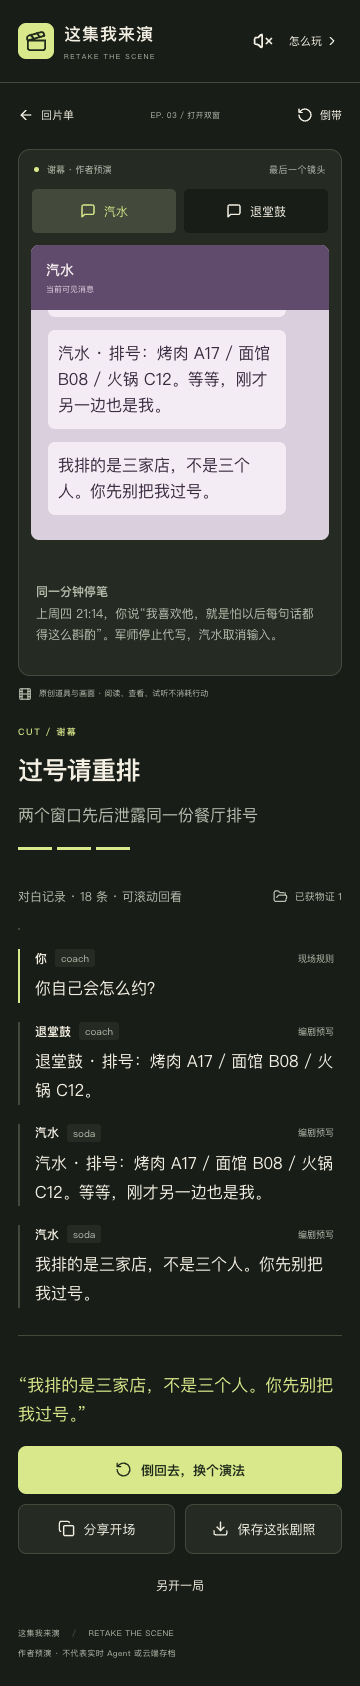 这集我来演
RETAKE THE SCENE
怎么玩
回片单
EP. 03 / 打开双窗
倒带
谢幕 · 作者预演
最后一个镜头
汽水
退堂鼓
汽水
当前可见消息
汽水 · 排号：烤肉 A17 / 面馆
B08 / 火锅 C12。等等，刚才
另一边也是我。
我排的是三家店，不是三个
人。你先别把我过号。
同一分钟停笔
上周四 21:14，你说“我喜欢他，就是怕以后每句话都
得这么斟酌”。军师停止代写，汽水取消输入。
原创道具与画面 · 阅读、查看、试听不消耗行动
CUT / 谢幕
过号请重排
两个窗口先后泄露同一份餐厅排号
对白记录 · 18 条 · 可滚动回看
已获物证 1
你 coach
现场规则
你自己会怎么约？
退堂鼓 coach
编剧预写
退堂鼓 · 排号：烤肉 A17 / 面馆 B08 / 火
锅 C12。
汽水 soda
编剧预写
汽水 · 排号：烤肉 A17 / 面馆 B08 / 火锅
C12。等等，刚才另一边也是我。
汽水 soda
编剧预写
我排的是三家店，不是三个人。你先别把
我过号。
“我排的是三家店，不是三个人。你先别把
我过号。”
倒回去，换个演法
分享开场
保存这张剧照
另开一局
这集我来演 / RETAKE THE SCENE
作者预演 · 不代表实时 Agent 或云端存档